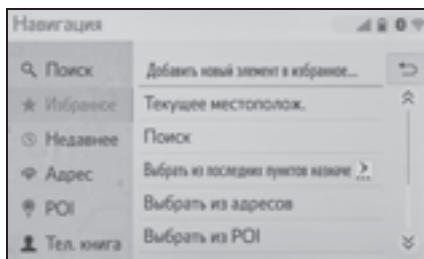 Навигация
Поиск
Избранное
Недавнее
Адрес
POI
Тел. книга
Добавить новый элемент в избранное...
Текущее местополож.
Поиск
Выбрать из последних пунктов назначе
Выбрать из адресов
Выбрать из POI